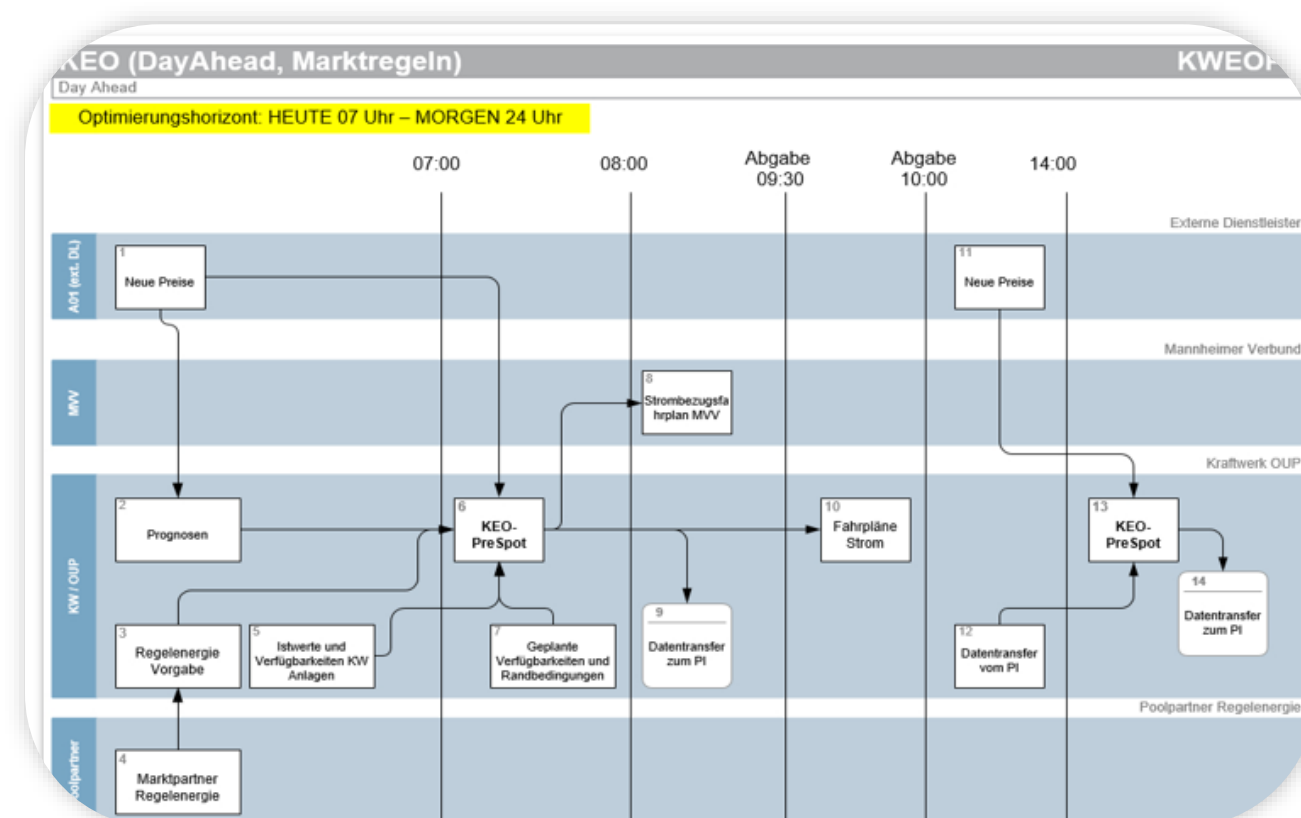 KEO (DayAhead, Marktregeln)
Day Ahead
Optimierungshorizont: HEUTE 07 Uhr – MORGEN 24 Uhr
07:00
08:00
Abgabe
09:30
Abgabe
10:00
14:00
Externe Dienstleister
A01 (ext. DL)
1
Neue Preise
11
Neue Preise
Mannheimer Verbund
MVV
8
Strombezugsfa
hrplan MVV
Kraftwerk OUP
KW / OUP
2
Prognosen
6
KEO-
PreSpot
10
Fahrpläne
Strom
13
KEO-
PreSpot
3
Regelenergie
Vorgabe
5
Istwerte und
Verfügbarkeiten KW
Anlagen
7
Geplante
Verfügbarkeiten und
Randbedingungen
9
Datentransfer
zum PI
12
Datentransfer
vom PI
14
Datentransfer
zum PI
Poolpartner Regelenergie
4
Marktpartner
Regelenergie